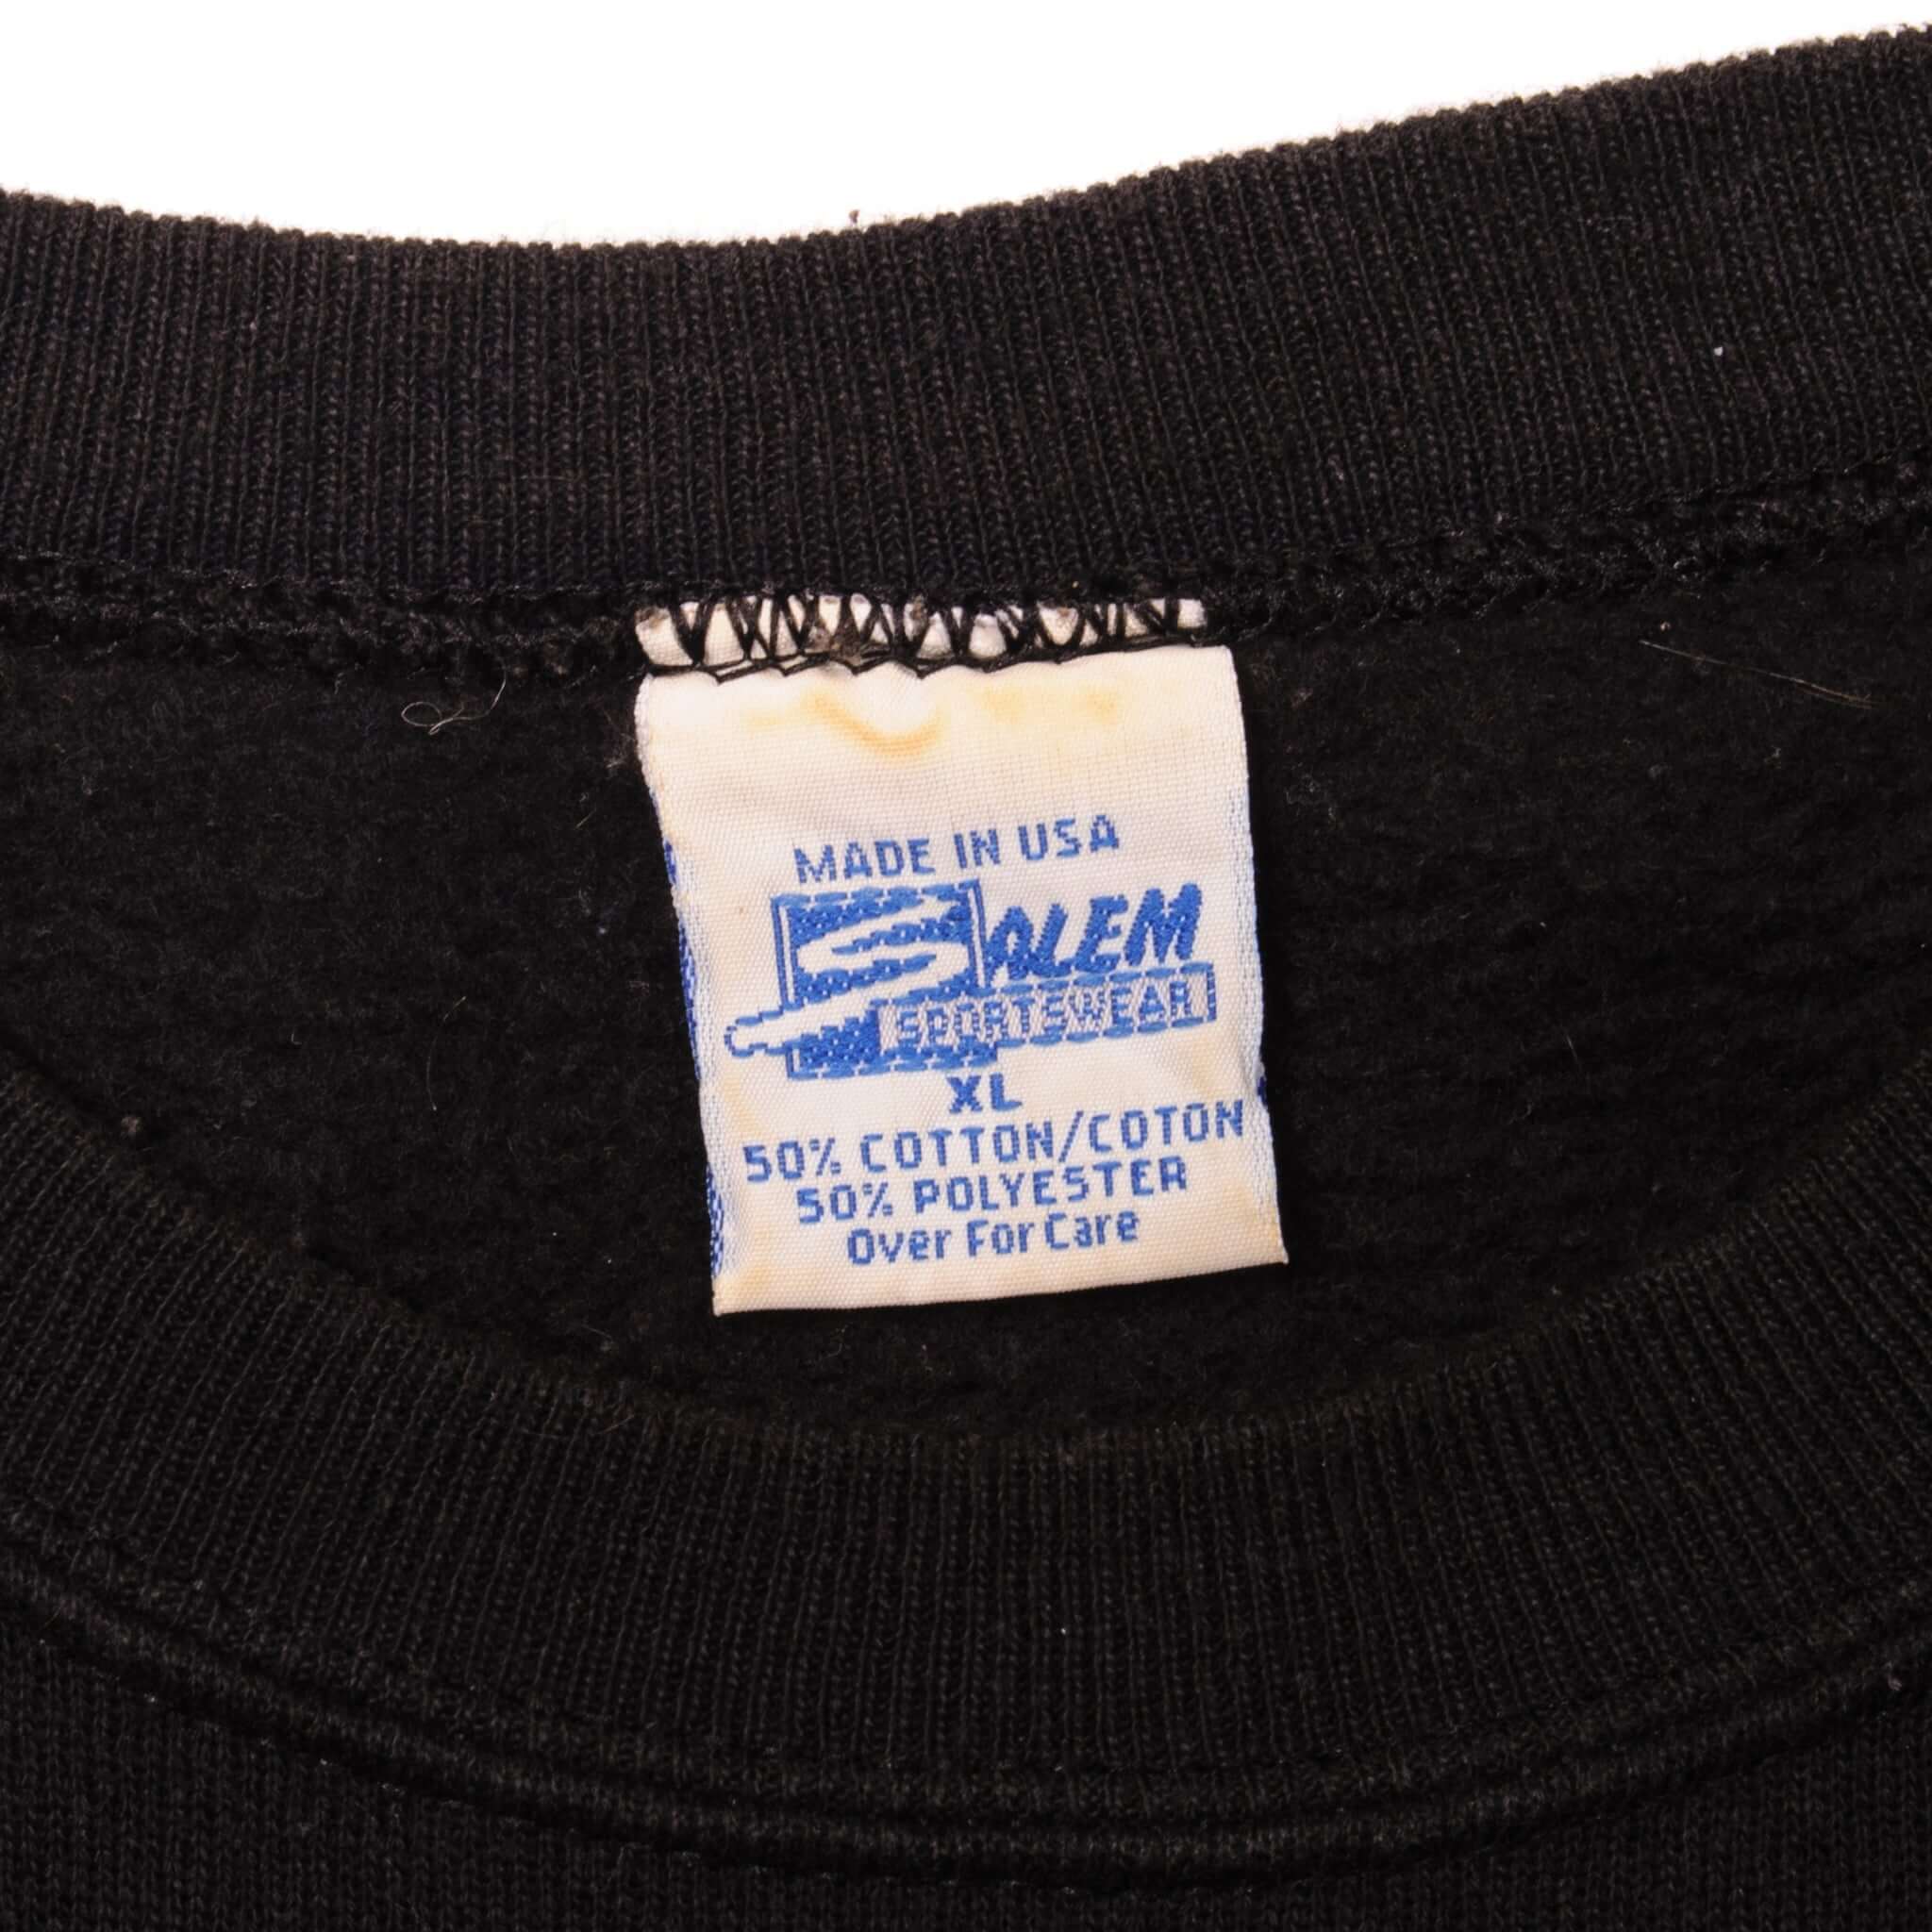 MADE IN USA
SALEM
SPORTSWEAR
XL
50% COTTON/COTON
50% POLYESTER
Over For Care